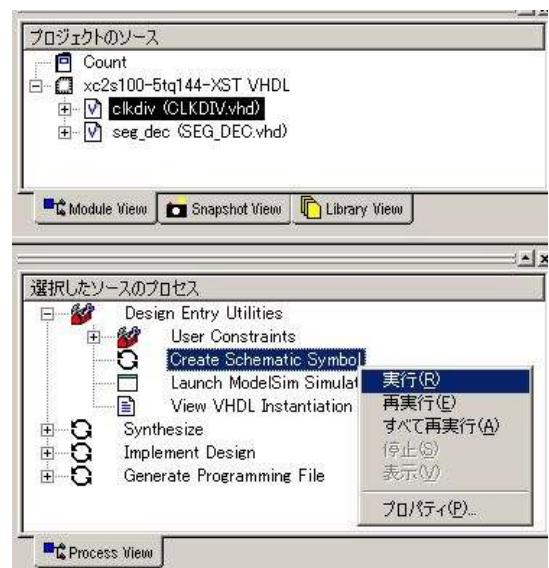 プロジェクトのソース
Count
xc2s100-5tq144-XST VHDL
clkdiv (CLKDIV.vhd)
seg_dec (SEG_DEC.vhd)
Module View Snapshot View Library View
選択したソースのプロセス
Design Entry Utilities
User Constraints
Create Schematic Symbol
Launch ModelSim Simulat
View VHDL Instantiation
Synthesize
Implement Design
Generate Programming File
実行(R)
再実行(E)
すべて再実行(A)
停止(S)
表示(V)
プロパティ(P)...
Process View